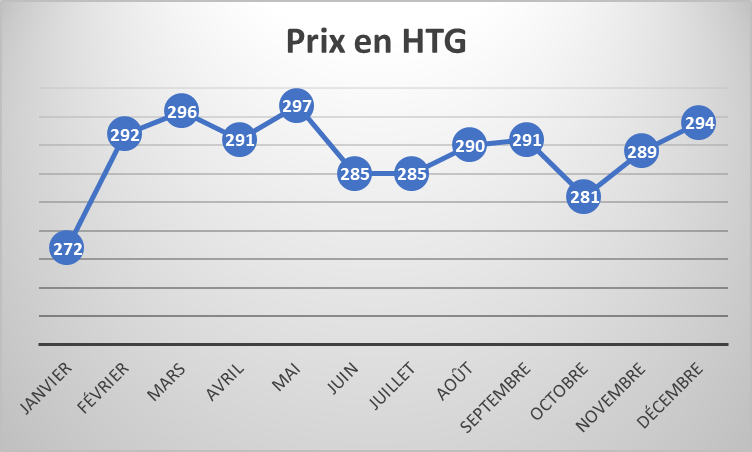 Prix en HTG
272
292
296
291
297
285
285
290
291
281
289
294
JANVIER
FÉVRIER
MARS
AVRIL
MAI
JUIN
JUILLET
AOÛT
SEPTEMBRE
OCTOBRE
NOVEMBRE
DÉCEMBRE